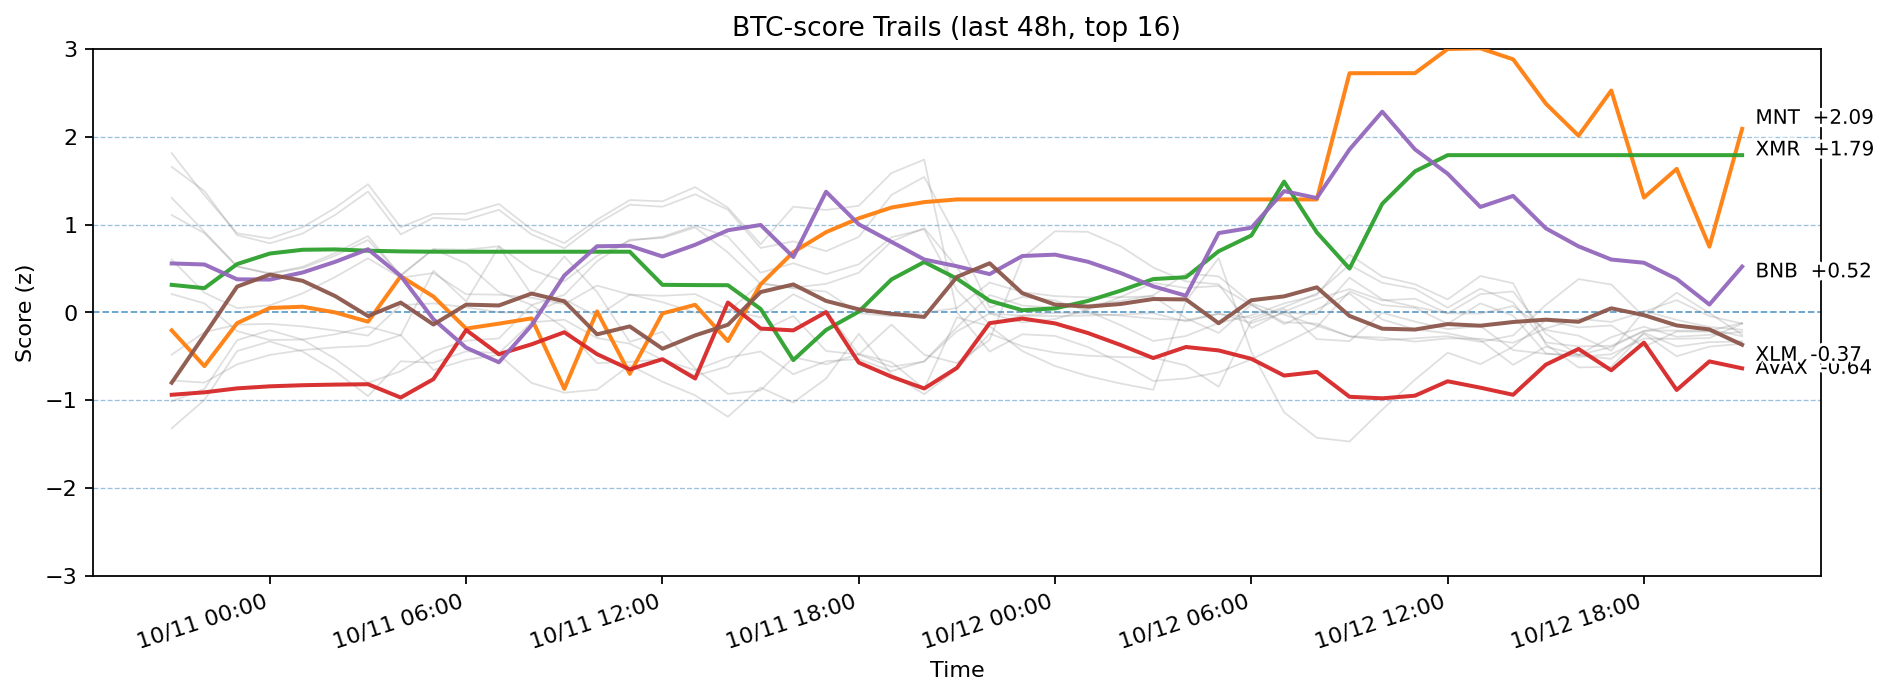 BTC-score Trails (last 48h, top 16)
Score (z)
3
2
1
0
−1
−2
−3
MNT +2.09
XMR +1.79
BNB +0.52
XLM -0.37
AVAX -0.64
10/11 00:00
10/11 06:00
10/11 12:00
10/11 18:00
10/12 00:00
10/12 06:00
10/12 12:00
10/12 18:00
Time